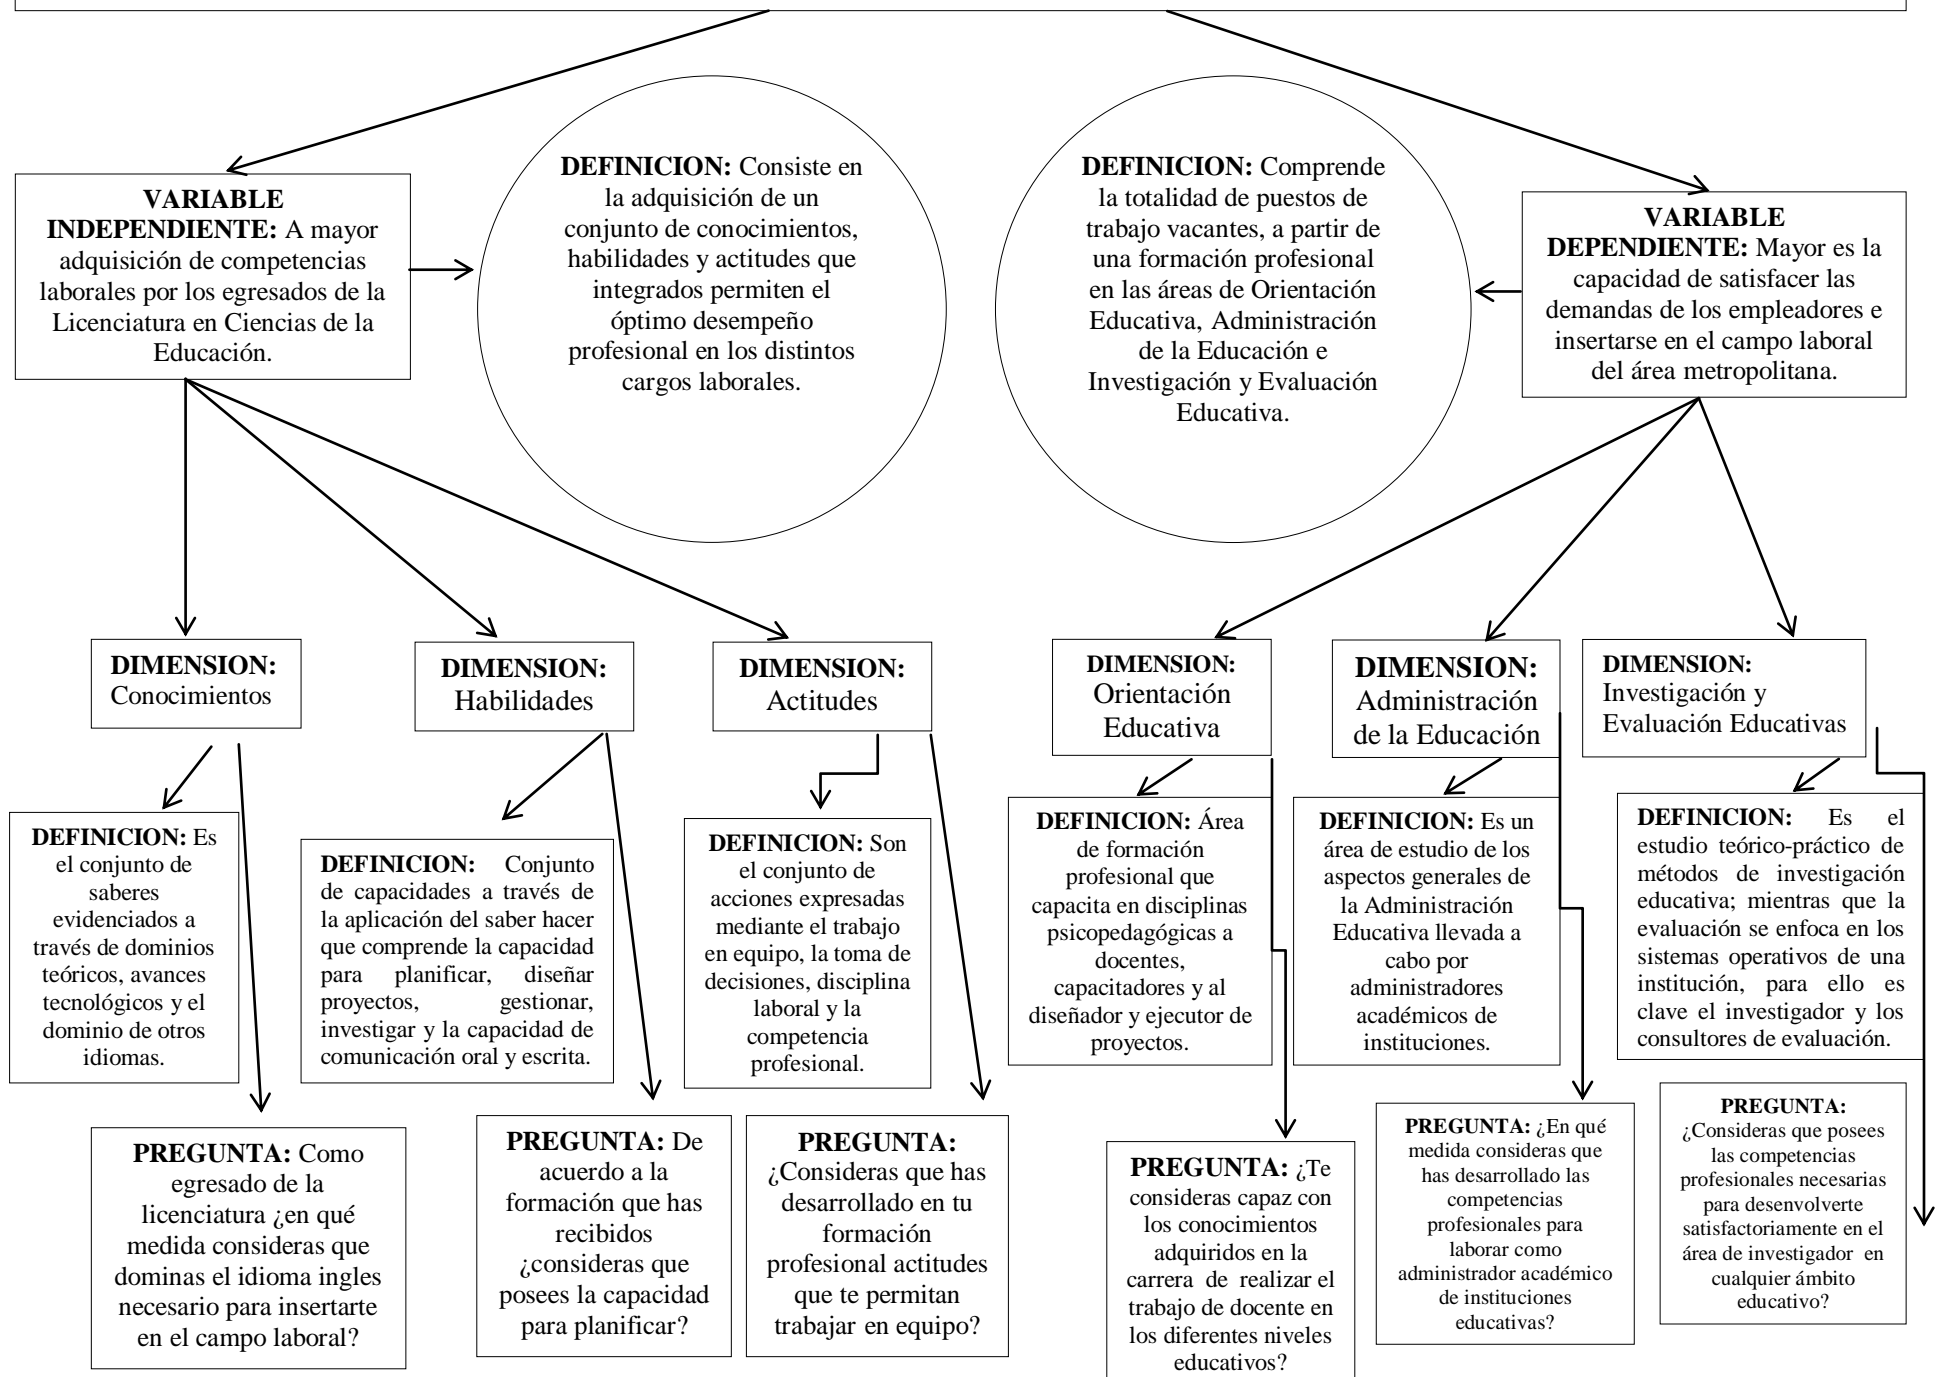 VARIABLE
INDEPENDIENTE: A mayor
adquisición de competencias
laborales por los egresados de la
Licenciatura en Ciencias de la
Educación.
DEFINICION: Consiste en
la adquisición de un
conjunto de conocimientos,
habilidades y actitudes que
integrados permiten el
óptimo desempeño
profesional en los distintos
cargos laborales.
DEFINICION: Comprende
la totalidad de puestos de
trabajo vacantes, a partir de
una formación profesional
en las áreas de Orientación
Educativa, Administración
de la Educación e
Investigación y Evaluación
Educativa.
VARIABLE
DEPENDIENTE: Mayor es la
capacidad de satisfacer las
demandas de los empleadores e
insertarse en el campo laboral
del área metropolitana.
DIMENSION:
Conocimientos
DIMENSION:
Habilidades
DIMENSION:
Actitudes
DIMENSION:
Orientación
Educativa
DIMENSION:
Administración
de la Educación
DIMENSION:
Investigación y
Evaluación Educativas
DEFINICION: Es
el conjunto de
saberes
evidenciados a
través de dominios
teóricos, avances
tecnológicos y el
dominio de otros
idiomas.
DEFINICION: Conjunto
de capacidades a través de
la aplicación del saber hacer
que comprende la capacidad
para planificar, diseñar
proyectos, gestionar,
investigar y la capacidad de
comunicación oral y escrita.
DEFINICION: Son
el conjunto de
acciones expresadas
mediante el trabajo
en equipo, la toma de
decisiones, disciplina
laboral y la
competencia
profesional.
DEFINICION: Área
de formación
profesional que
capacita en disciplinas
psicopedagógicas a
docentes,
capacitadores y al
diseñador y ejecutor de
proyectos.
DEFINICION: Es un
área de estudio de los
aspectos generales de
la Administración
Educativa llevada a
cabo por
administradores
académicos de
instituciones.
DEFINICION: Es el
estudio teórico-práctico de
métodos de investigación
educativa; mientras que la
evaluación se enfoca en los
sistemas operativos de una
institución, para ello es
clave el investigador y los
consultores de evaluación.
PREGUNTA: Como
egresado de la
licenciatura ¿en qué
medida consideras que
dominas el idioma ingles
necesario para insertarte
en el campo laboral?
PREGUNTA: De
acuerdo a la
formación que has
recibidos
¿consideras que
posees la capacidad
para planificar?
PREGUNTA:
¿Consideras que has
desarrollado en tu
formación
profesional actitudes
que te permitan
trabajar en equipo?
PREGUNTA: ¿Te
consideras capaz con
los conocimientos
adquiridos en la
carrera de realizar el
trabajo de docente en
los diferentes niveles
educativos?
PREGUNTA: ¿En qué
medida consideras que
has desarrollado las
competencias
profesionales para
laborar como
administrador académico
de instituciones
educativas?
PREGUNTA:
¿Consideras que posees
las competencias
profesionales necesarias
para desenvolverte
satisfactoriamente en el
área de investigador en
cualquier ámbito
educativo?